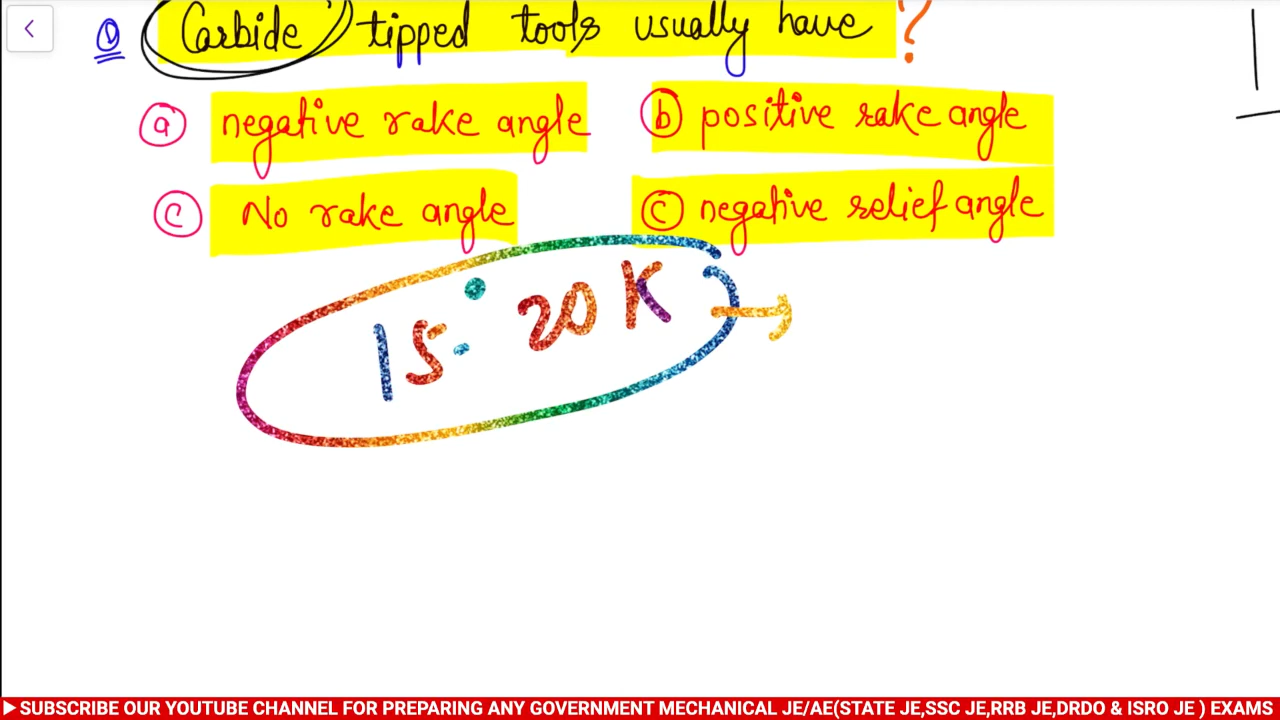 Q Carbide tipped tools usually have ?
a negative rake angle b positive rake angle
c No rake angle c negative relief angle
15- 20 K →
▶ SUBSCRIBE OUR YOUTUBE CHANNEL FOR PREPARING ANY GOVERNMENT MECHANICAL JE/AE(STATE JE,SSC JE,RRB JE,DRDO & ISRO JE ) EXAMS